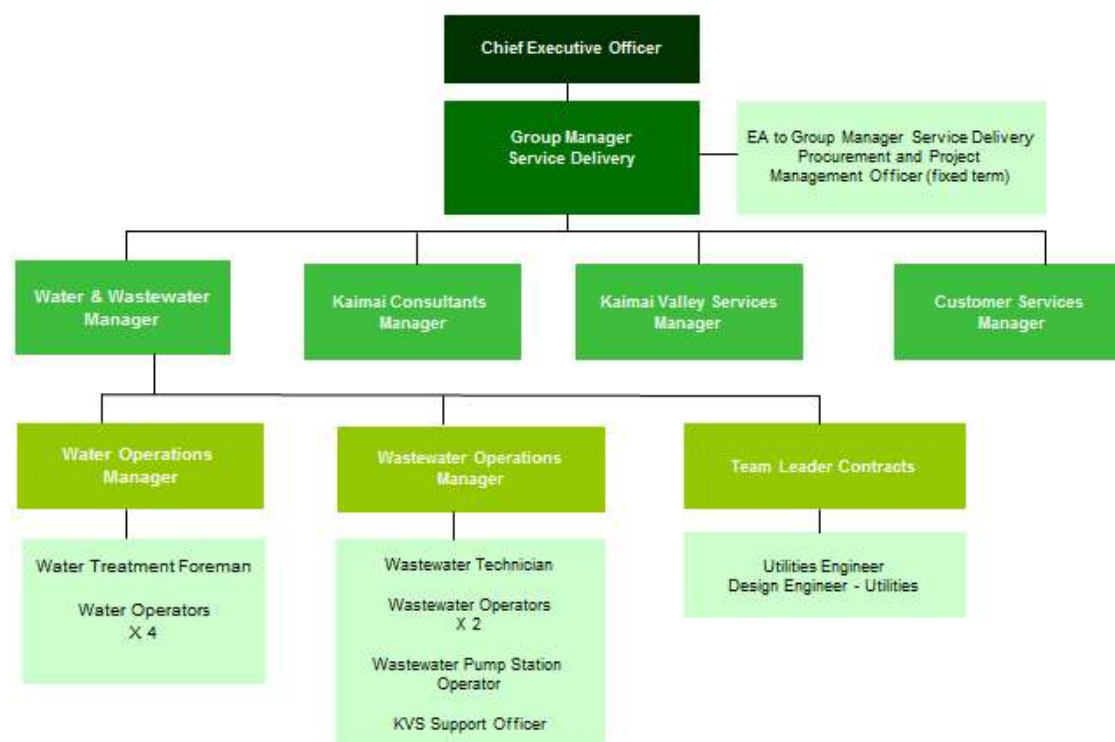 Chief Executive Officer
Group Manager
Service Delivery
EA to Group Manager Service Delivery
Procurement and Project
Management Officer (fixed term)
Water & Wastewater
Manager
Kaimai Consultants
Manager
Kaimai Valley Services
Manager
Customer Services
Manager
Water Operations
Manager
Wastewater Operations
Manager
Team Leader Contracts
Water Treatment Foreman
Water Operators
X 4
Wastewater Technician
Wastewater Operators
X 2
Wastewater Pump Station
Operator
KVS Support Officer
Utilities Engineer
Design Engineer - Utilities